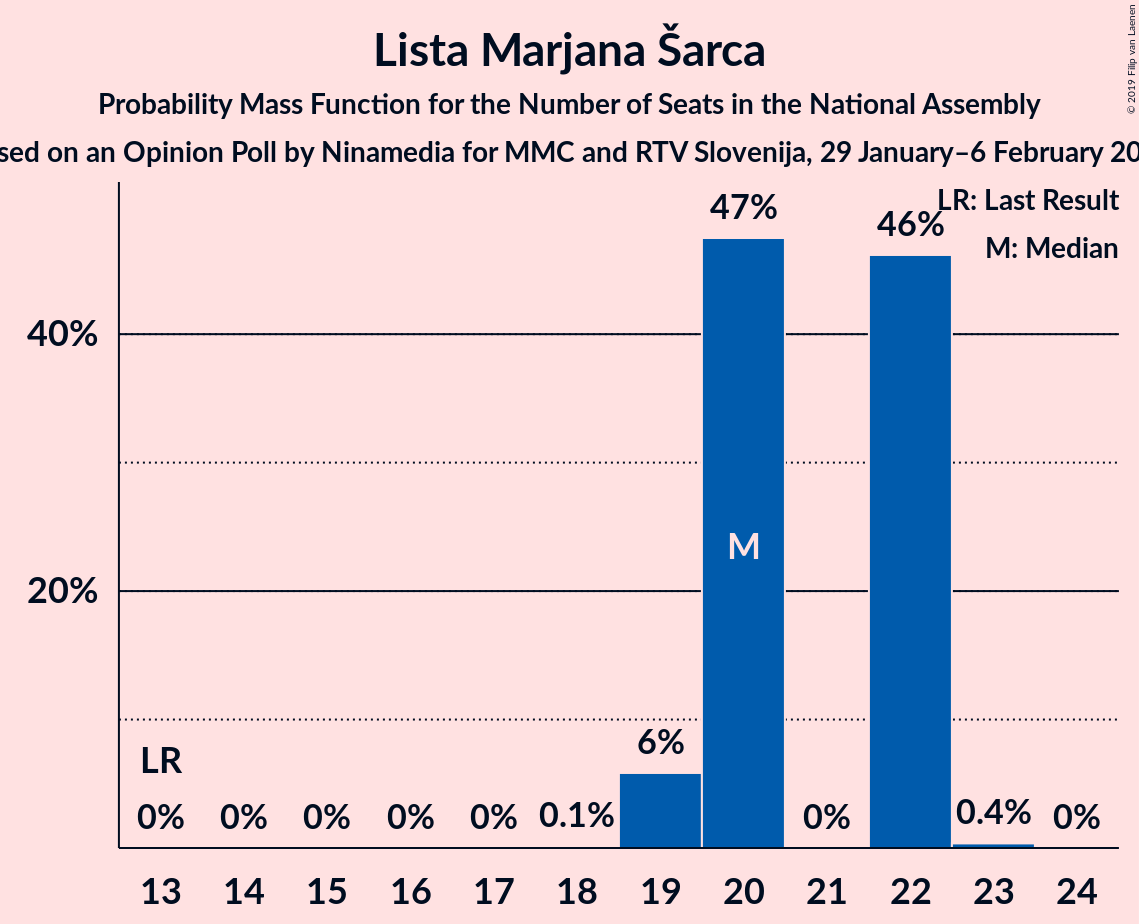 Lista Marjana Šarca
Probability Mass Function for the Number of Seats in the National Assembly
sed on an Opinion Poll by Ninamedia for MMC and RTV Slovenija, 29 January–6 February 20
© 2019 Filip van Laenen
LR: Last Result
M: Median
47%
46%
40%
20%
M
LR
6%
0% 0% 0% 0% 0% 0.1% 0% 0.4% 0%
13 14 15 16 17 18 19 20 21 22 23 24